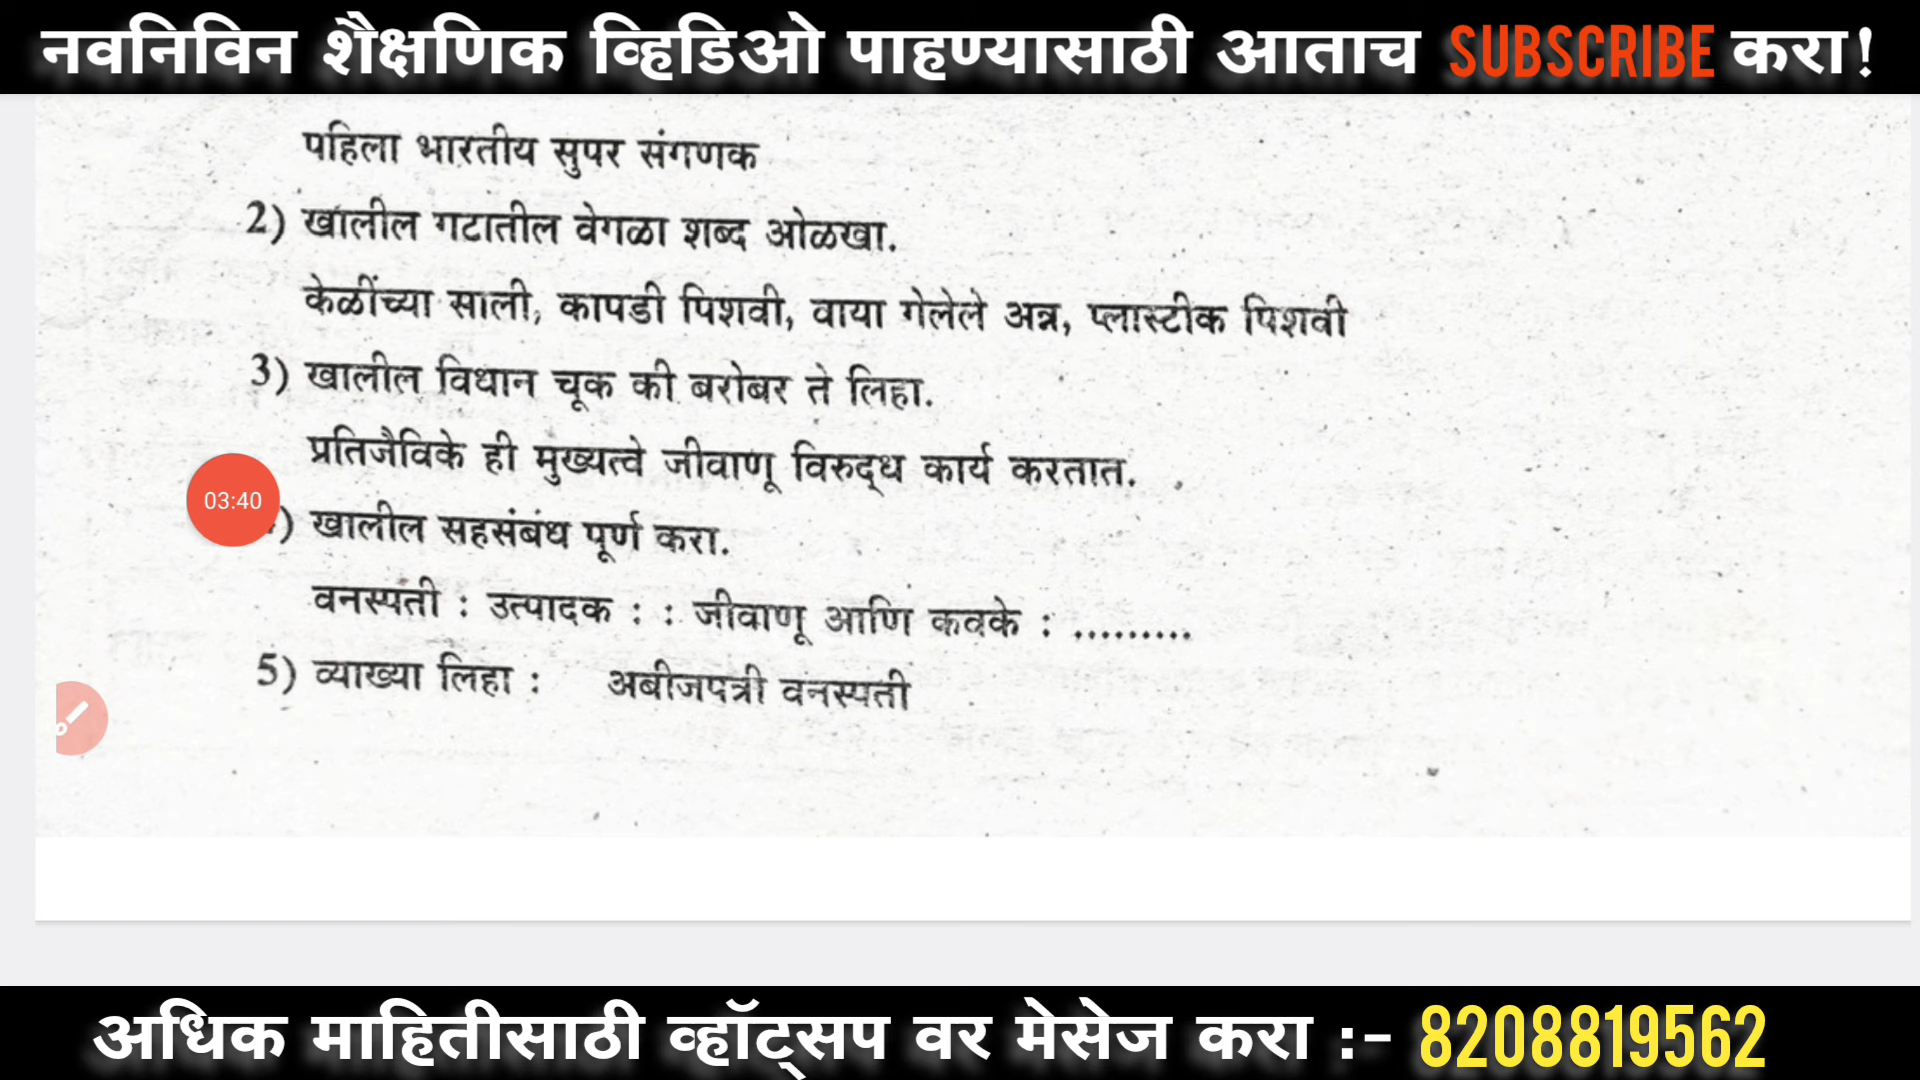 नवनिविन शैक्षणिक व्हिडिओ पाहण्यासाठी आताच SUBSCRIBE करा!
पहिला भारतीय सुपर संगणक
2) खालील गटातील वेगळा शब्द ओळखा.
केळींच्या साली, कापडी पिशवी, वाया गेलेले अन्न, प्लास्टीक पिशवी
3) खालील विधान चूक की बरोबर ते लिहा.
प्रतिजैविके ही मुख्यत्वे जीवाणू विरुद्ध कार्य करतात.
03:40
) खालील सहसंबंध पूर्ण करा.
वनस्पती : उत्पादक : : जीवाणू आणि कवके : .........
5) व्याख्या लिहा : अबीजपत्री वनस्पती
अधिक माहितीसाठी व्हॉट्सप वर मेसेज करा :- 8208819562